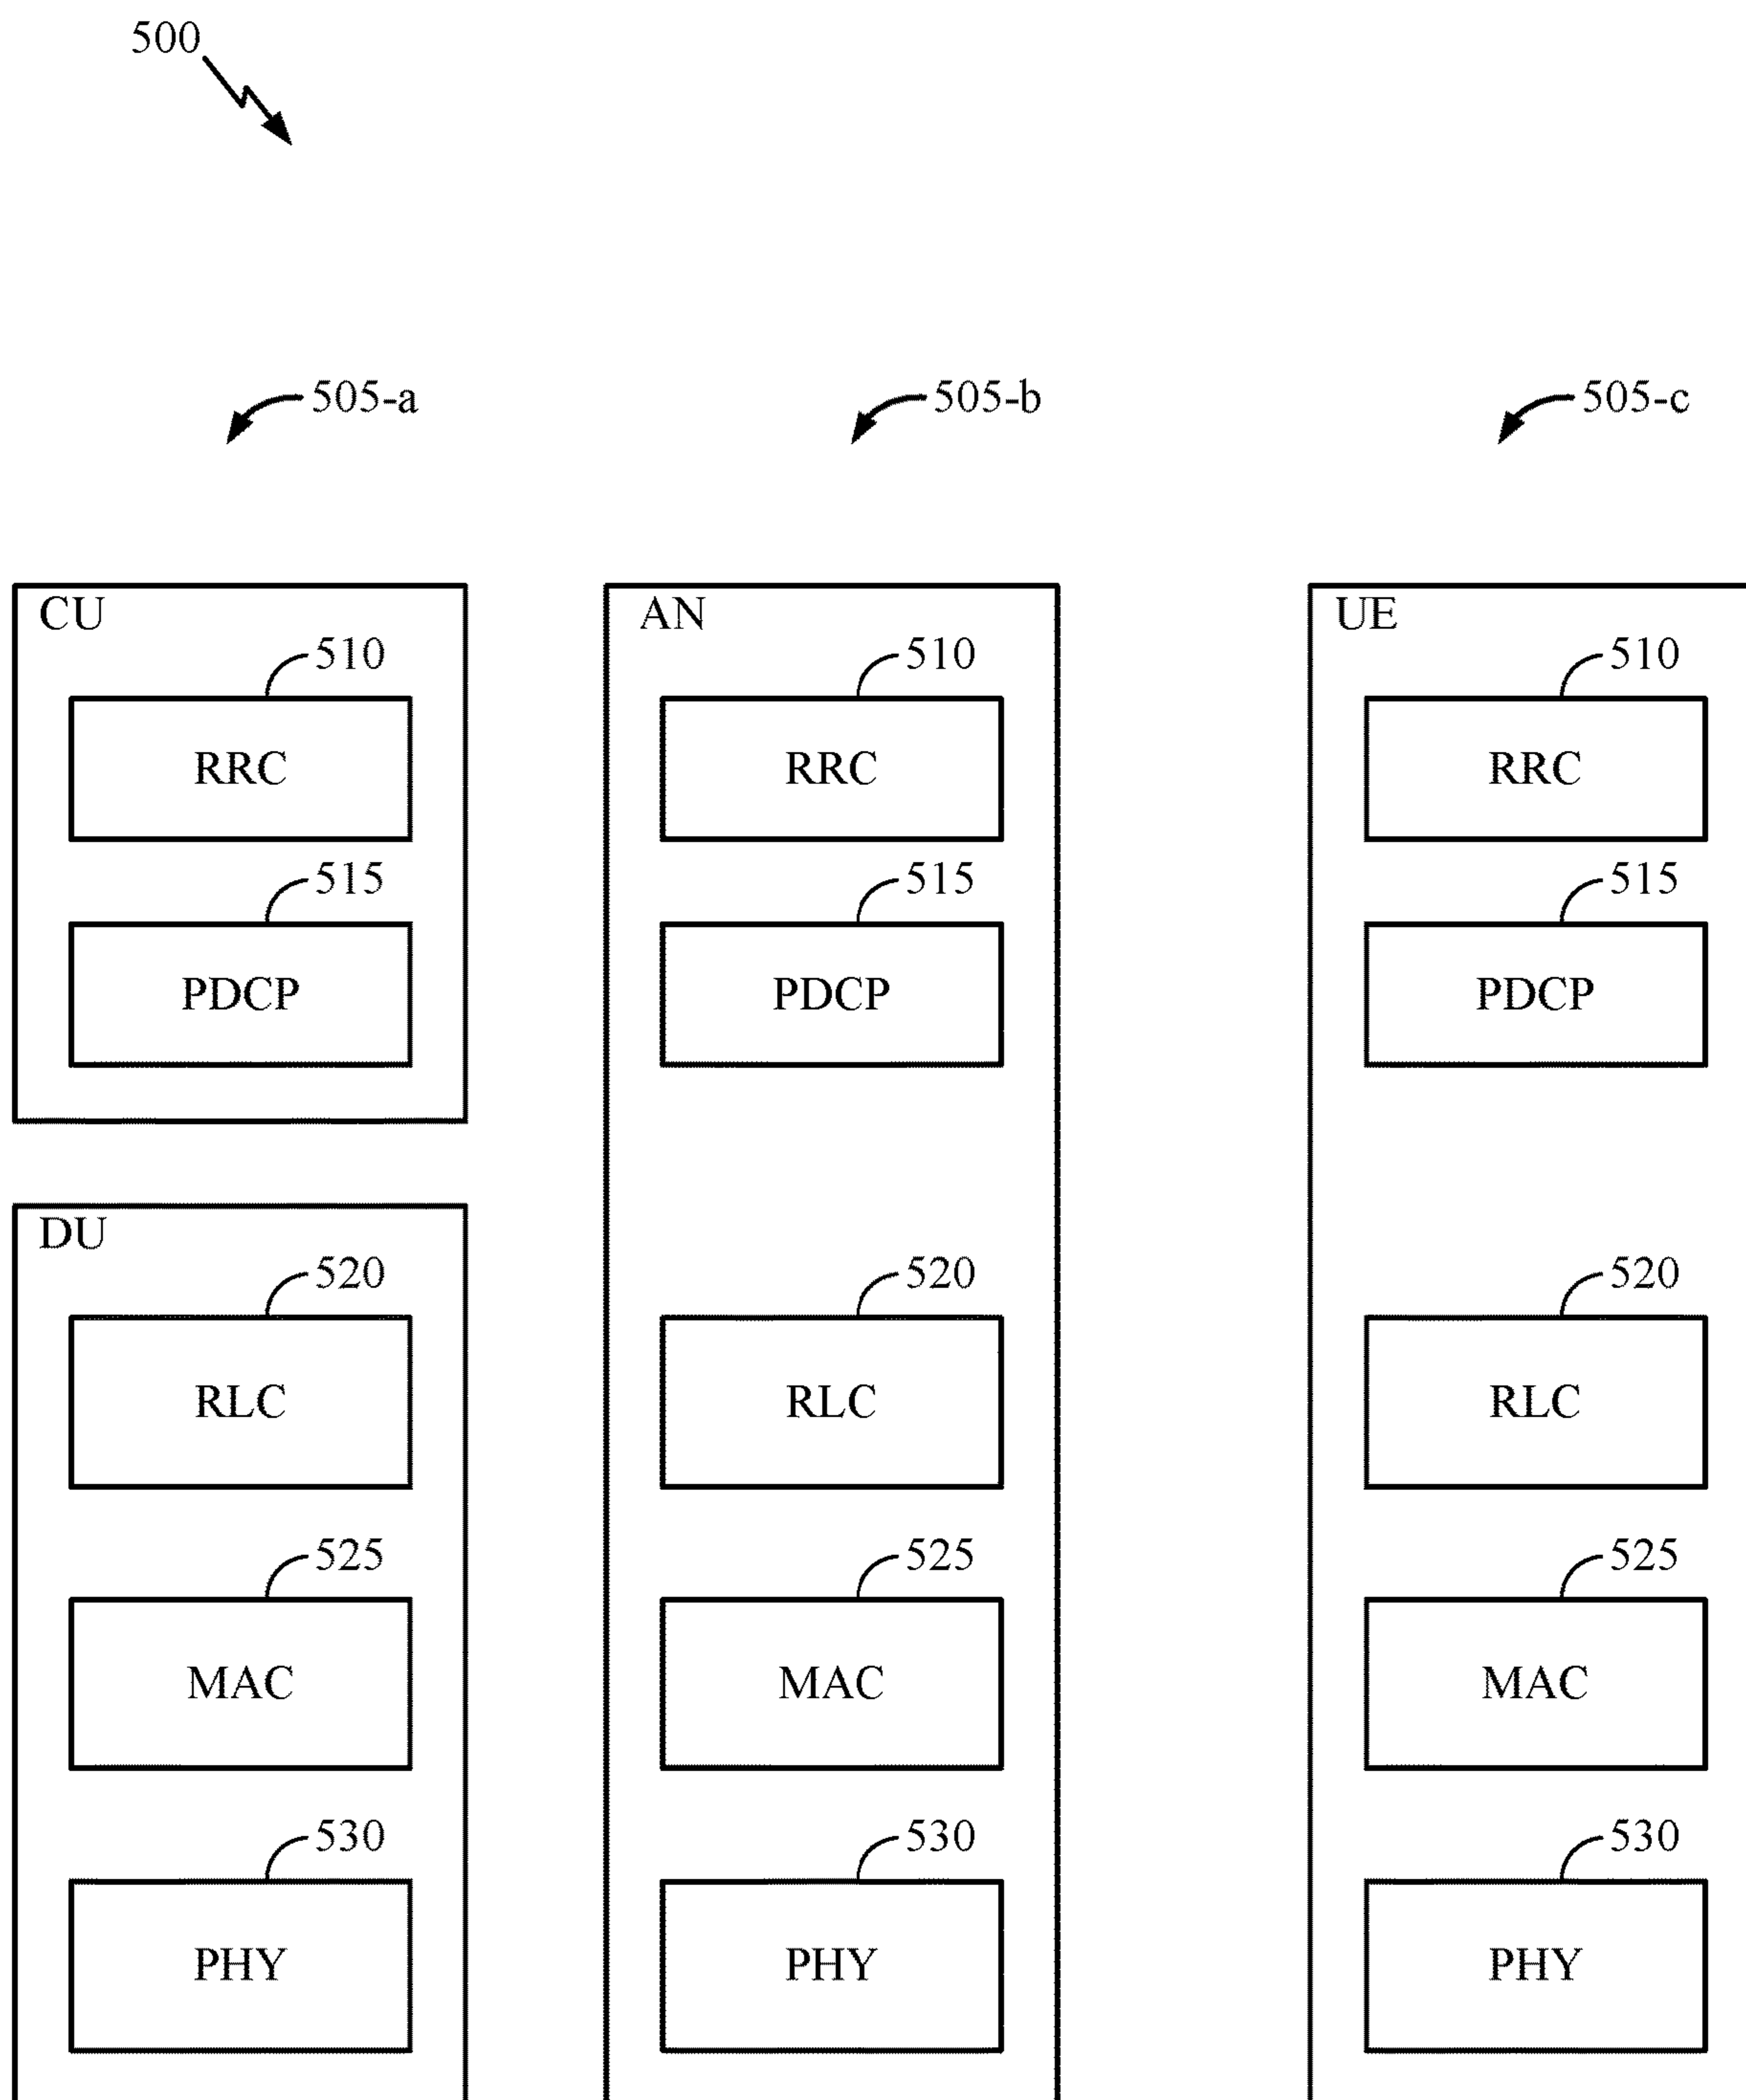 500
505-a 505-b 505-c
CU AN UE
510 510 510
RRC RRC RRC
515 515 515
PDCP PDCP PDCP
DU
520 520 520
RLC RLC RLC
525 525 525
MAC MAC MAC
530 530 530
PHY PHY PHY